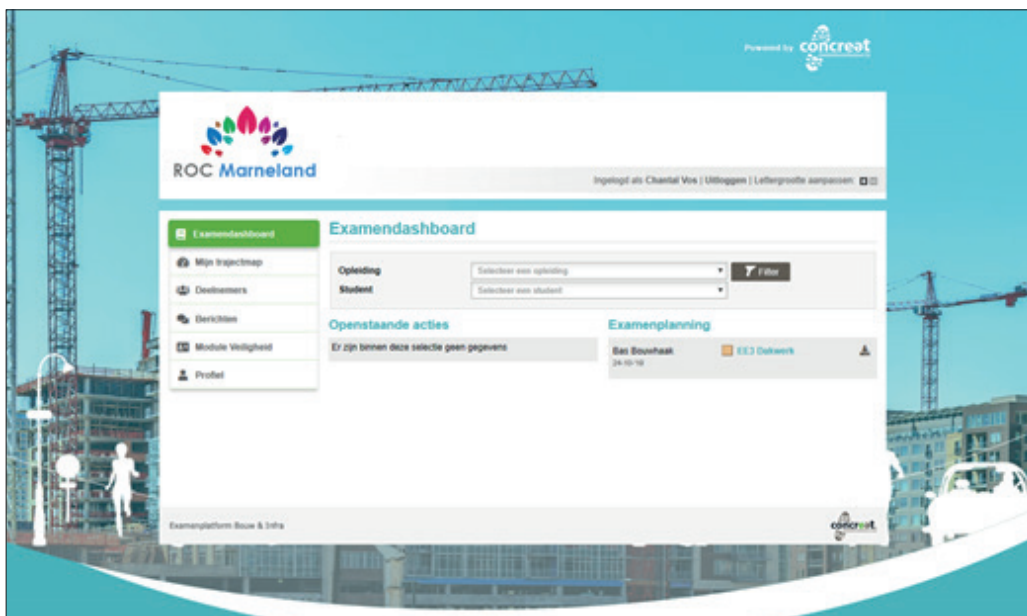 Powered by concreat
ROC Marneland
Ingelogd als Chantal Vos | Uitloggen | Lettergrootte aanpassen:
Examendashboard
Mijn trajectmap
Deelnemers
Berichten
Module Veiligheid
Profiel
Examendashboard
Opleiding Selecteer een opleiding Filter
Student Selecteer een student
Openstaande acties
Er zijn binnen deze selectie geen gegevens
Examenplanning
Bas Bouwhaak EE3 Dakwerk
24-10-18
Examenplatform Bouw & Infra
concreat